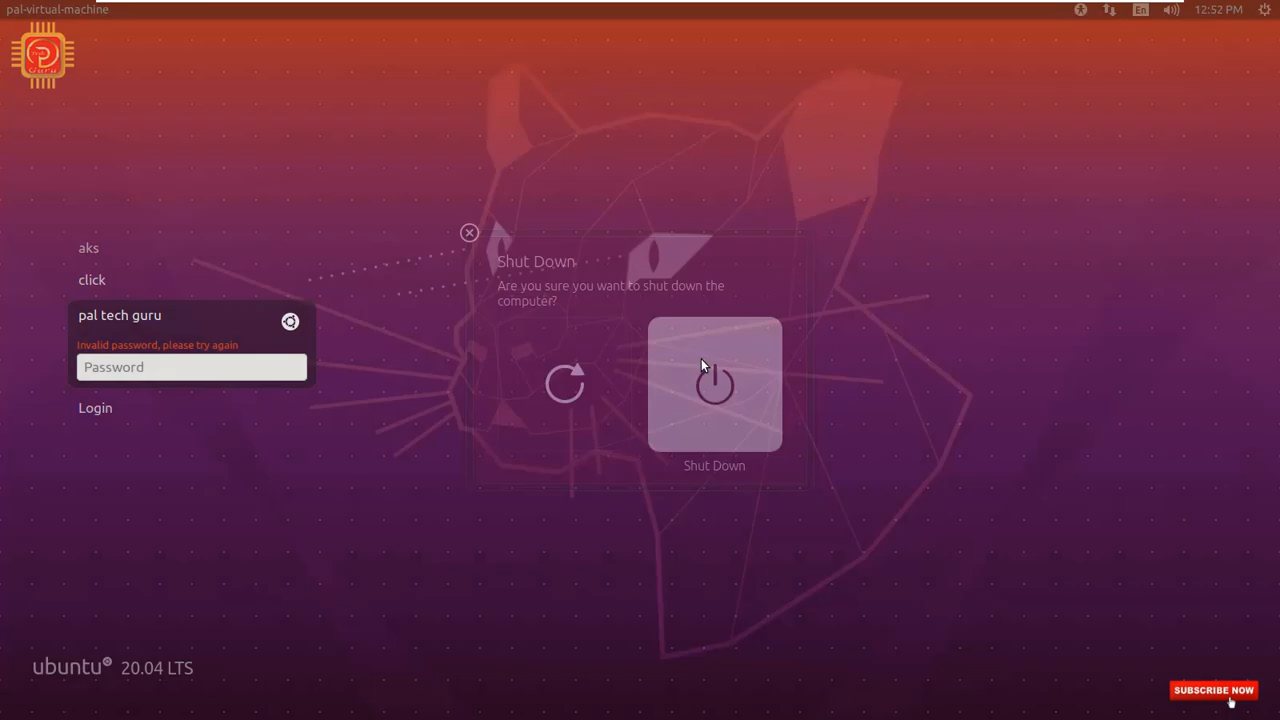 pal-virtual-machine
En
12:52 PM
aks
click
pal tech guru
Invalid password, please try again
Password
Login
Shut Down
Are you sure you want to shut down the
computer?
Shut Down
ubuntu 20.04 LTS
SUBSCRIBE NOW